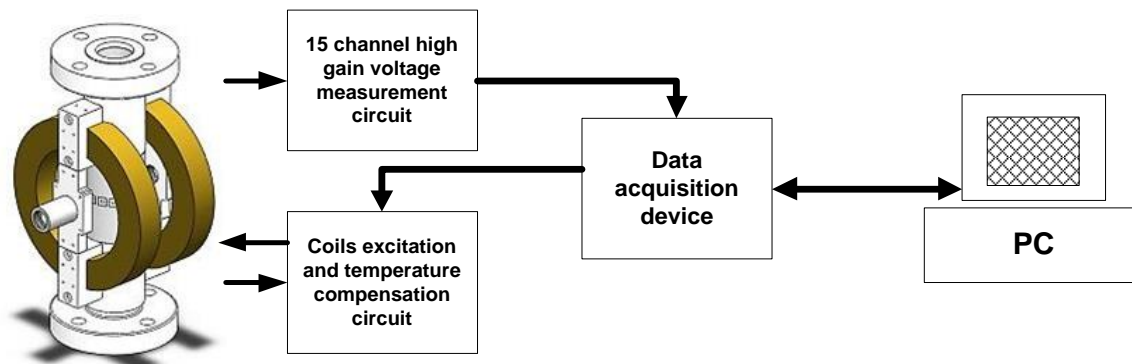 15 channel high
gain voltage
measurement
circuit
Data
acquisition
device
PC
Coils excitation
and temperature
compensation
circuit